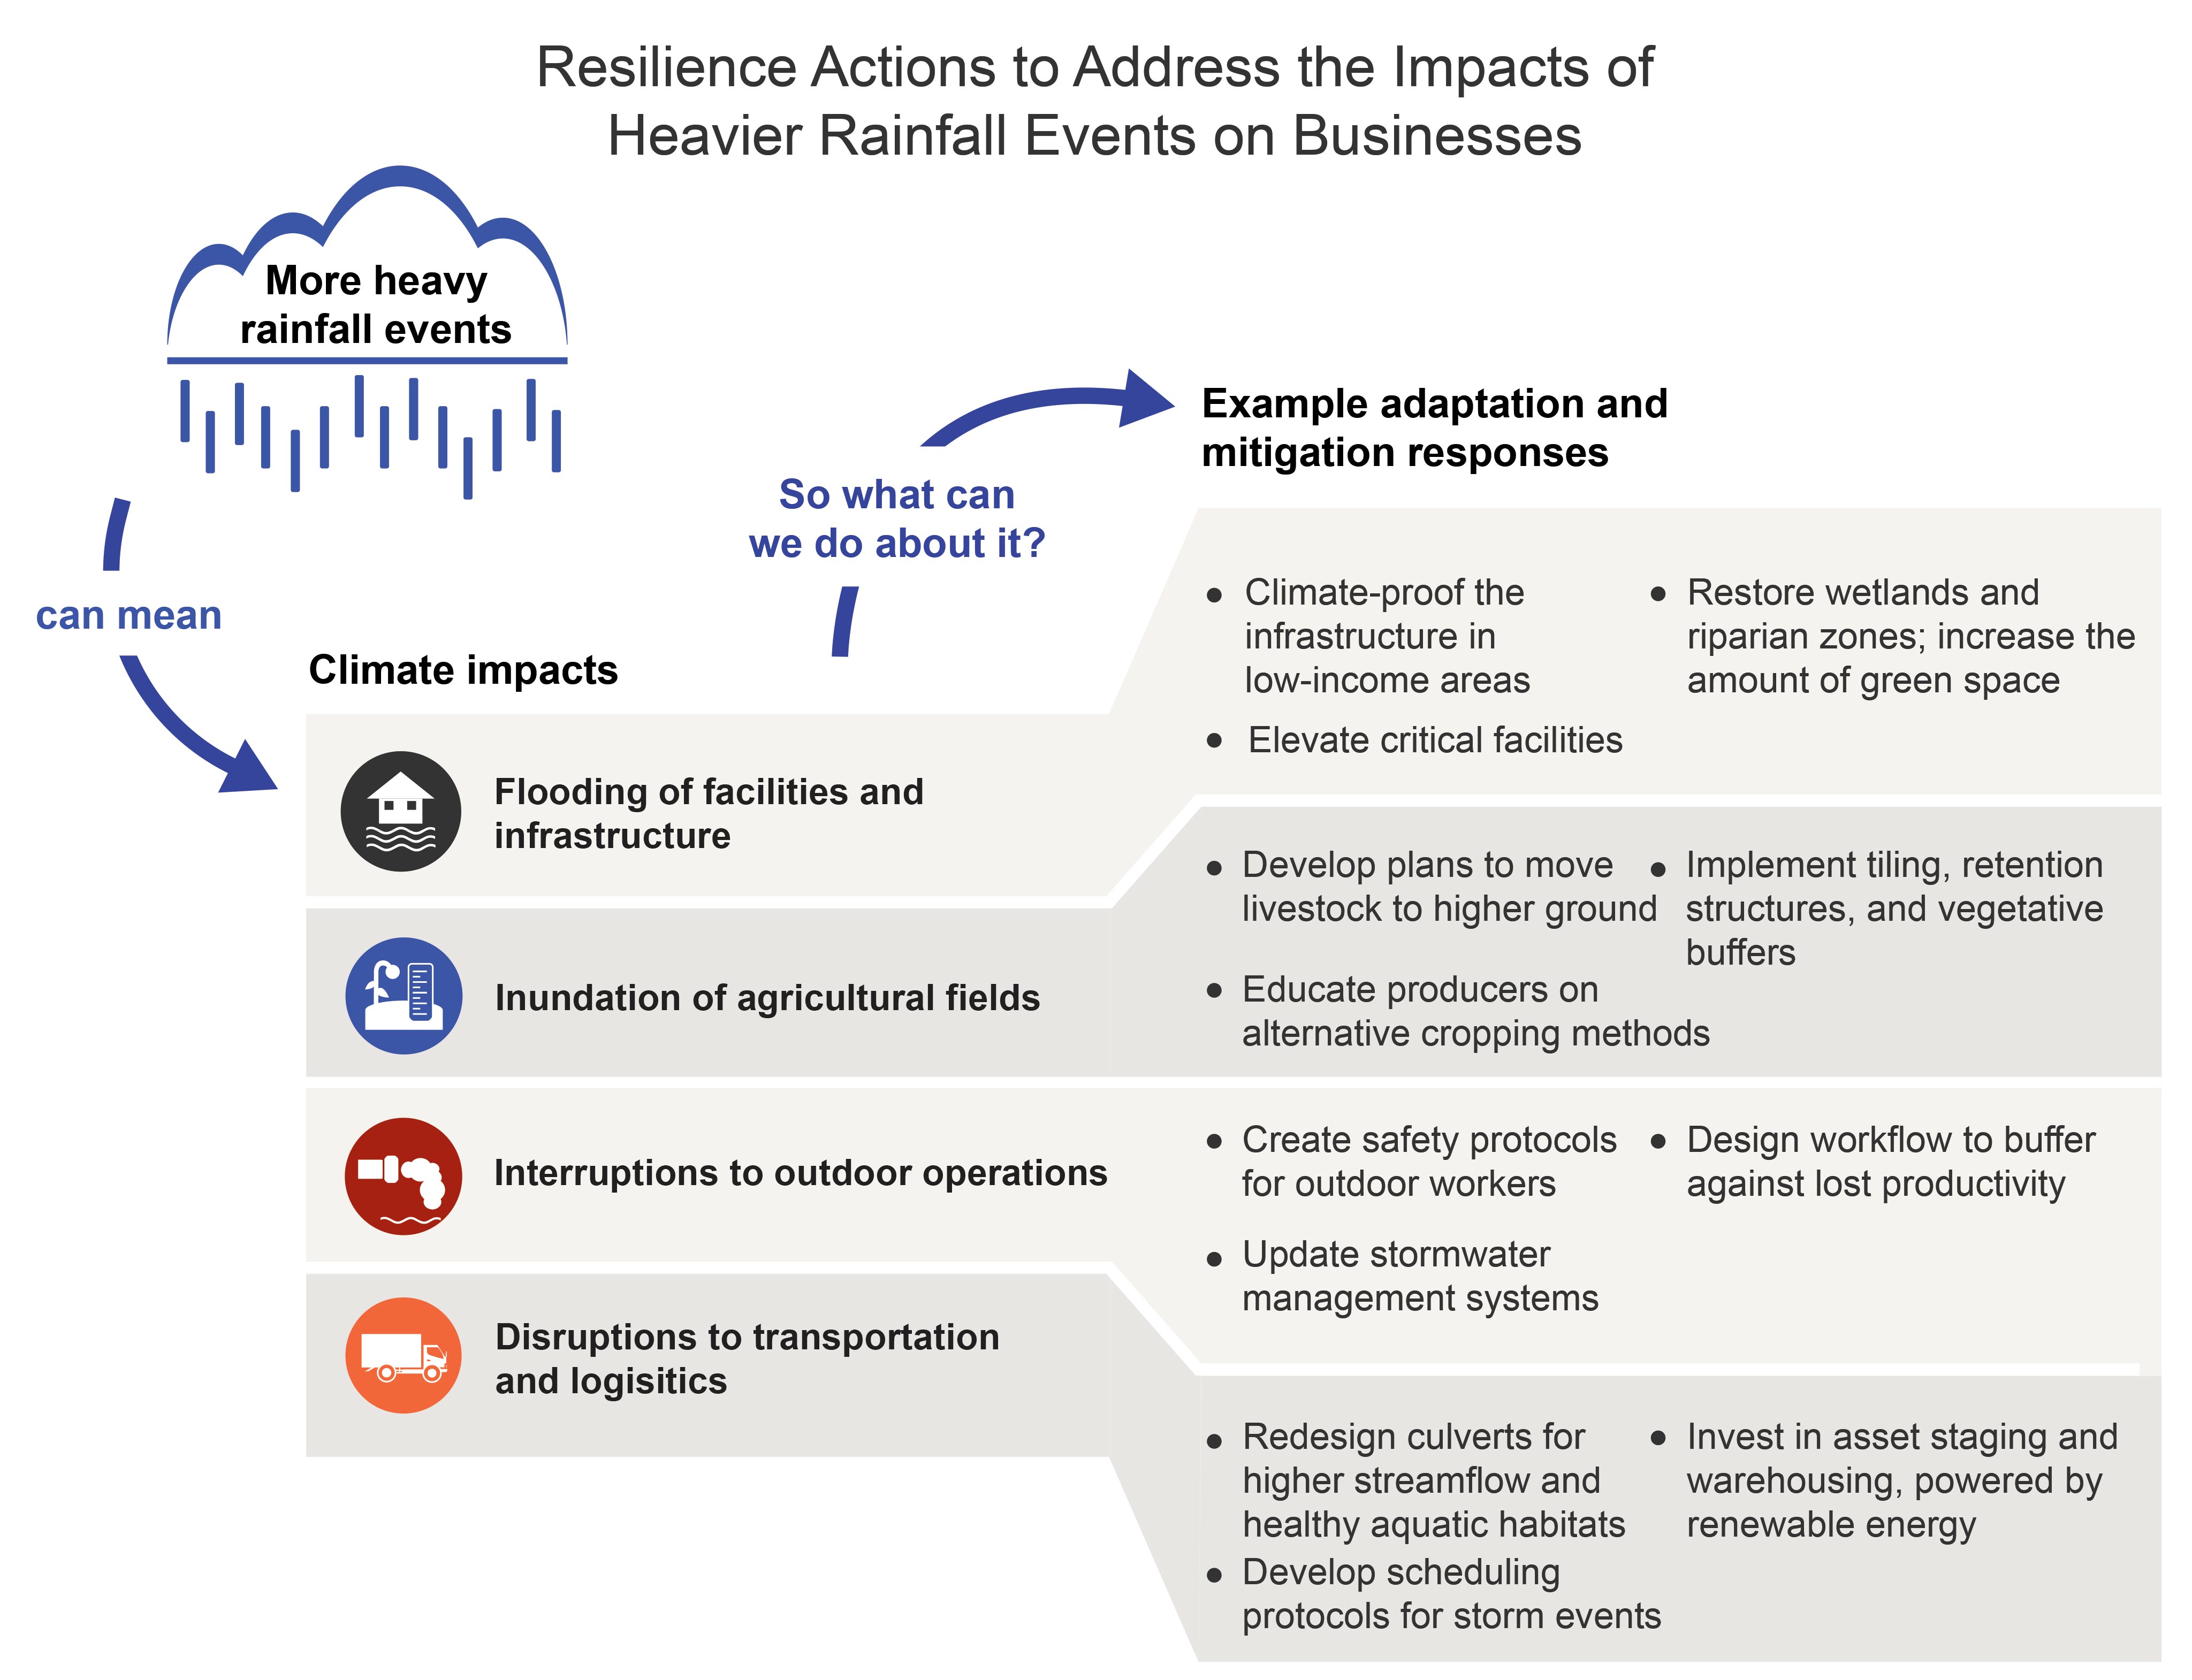 Resilience Actions to Address the Impacts of
Heavier Rainfall Events on Businesses
More heavy
rainfall events
can mean
Climate impacts
So what can
we do about it?
Example adaptation and
mitigation responses
Flooding of facilities and
infrastructure
• Climate-proof the
infrastructure in
low-income areas
• Elevate critical facilities
• Restore wetlands and
riparian zones; increase the
amount of green space
Inundation of agricultural fields
• Develop plans to move
livestock to higher ground
• Educate producers on
alternative cropping methods
• Implement tiling, retention
structures, and vegetative
buffers
Interruptions to outdoor operations
• Create safety protocols
for outdoor workers
• Update stormwater
management systems
• Design workflow to buffer
against lost productivity
Disruptions to transportation
and logisitics
• Redesign culverts for
higher streamflow and
healthy aquatic habitats
• Develop scheduling
protocols for storm events
• Invest in asset staging and
warehousing, powered by
renewable energy